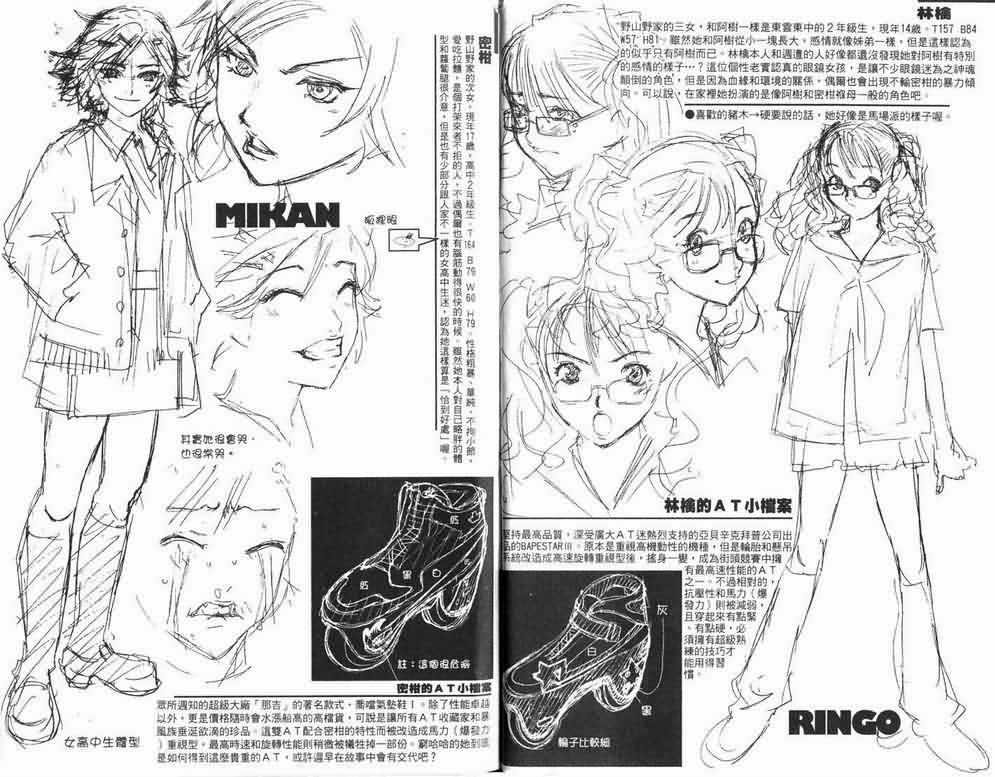 密柑
野山野家的次女。現年17歲，高中2年級生。T164 B79 W60 H79。性格粗暴、單純、不拘小節，
愛吃拉麵，是個打架來者不拒的人，不過偶爾也有腦筋動得很快的時候。雖然她本人對自己略胖的體
型和蘿蔔腿很介意，但是也有少部分跟人家不一樣的女高中生迷，認為她這樣算是「恰到好處」喔。
MIKAN
狐狸眼
其實她很會哭，
也很常哭。
奶
奶
黑
白
灰
註：這個很危險
密柑的AT小檔案
眾所週知的超級大廠「那吉」的著名款式，喬噹氣墊鞋Ⅰ。除了性能卓越
以外，更是價格隨時會水漲船高的高檔貨，可說是讓所有AT收藏家和暴
風族垂涎欲滴的珍品。這雙AT配合密柑的特性而被改造成馬力（爆發力
）重視型。最高時速和旋轉性能則稍微被犧牲掉一部份。窮哈哈的她到底
是如何得到這麼貴重的AT，或許遲早在故事中會有交代吧？
女高中生體型
林檎
野山野家的三女，和阿樹一樣是東雲東中的2年級生，現年14歲。T157 B84
W57 H81。雖然她和阿樹從小一塊長大。感情就像姊弟一樣，但是這樣認為
的似乎只有阿樹而已。林檎本人和週遭的人好像都還沒發現她對阿樹有特別
的感情的樣子…？這位個性老實認真的眼鏡女孩，是讓不少眼鏡迷為之神魂
顛倒的角色，但是因為血緣和環境的關係，偶爾也會出現不輸密柑的暴力傾
向。可以說，在家裡她扮演的是像阿樹和密柑褓母一般的角色吧。
●喜歡的豬木→硬要說的話，她好像是馬場派的樣子喔。
林檎的AT小檔案
堅持最高品質，深受廣大AT迷熱烈支持的亞貝辛克拜普公司出
品的BAPESTARⅢ。原本是重視高機動性的機種，但是輪胎和懸吊
系統改造成高速旋轉重視型後，搖身一變，成為街頭競賽中擁
有最高速性能的AT
之一。不過相對的，
抗壓性和馬力（爆
發力）則被減弱，
且穿起來有點緊
、有點硬，必
須擁有超級熟
練的技巧才
能用得習
慣。
灰
白
黑
輪子比較細
RINGO